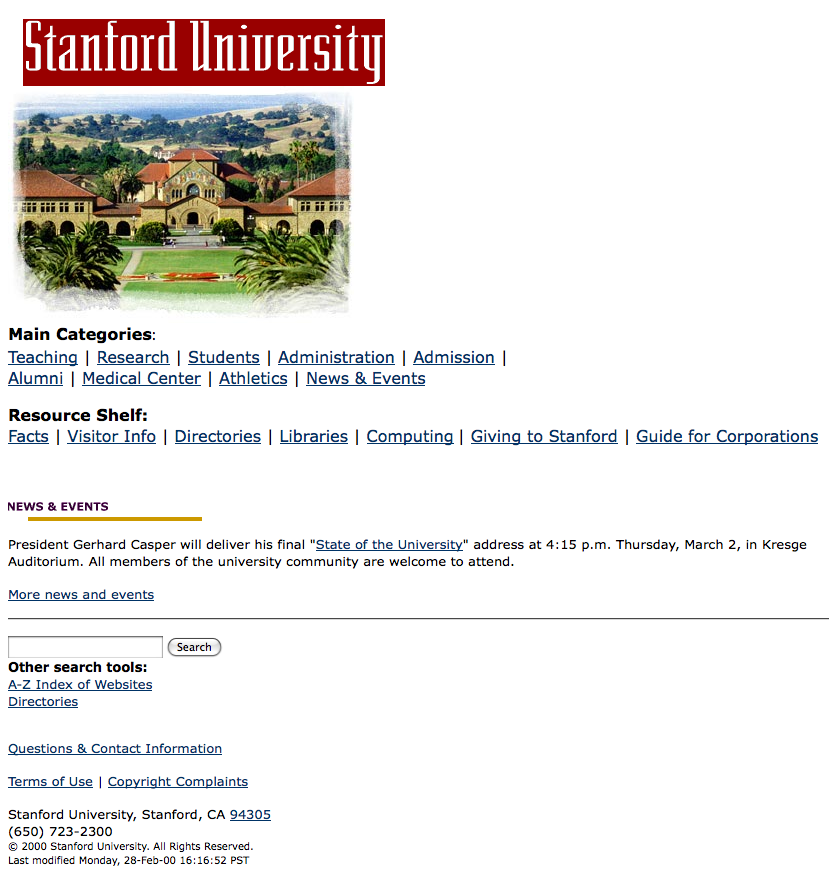 Stanford University
Main Categories:
Teaching | Research | Students | Administration | Admission |
Alumni | Medical Center | Athletics | News & Events
Resource Shelf:
Facts | Visitor Info | Directories | Libraries | Computing | Giving to Stanford | Guide for Corporations
NEWS & EVENTS
President Gerhard Casper will deliver his final "State of the University" address at 4:15 p.m. Thursday, March 2, in Kresge
Auditorium. All members of the university community are welcome to attend.
More news and events
Search
Other search tools:
A-Z Index of Websites
Directories
Questions & Contact Information
Terms of Use | Copyright Complaints
Stanford University, Stanford, CA 94305
(650) 723-2300
© 2000 Stanford University. All Rights Reserved.
Last modified Monday, 28-Feb-00 16:16:52 PST